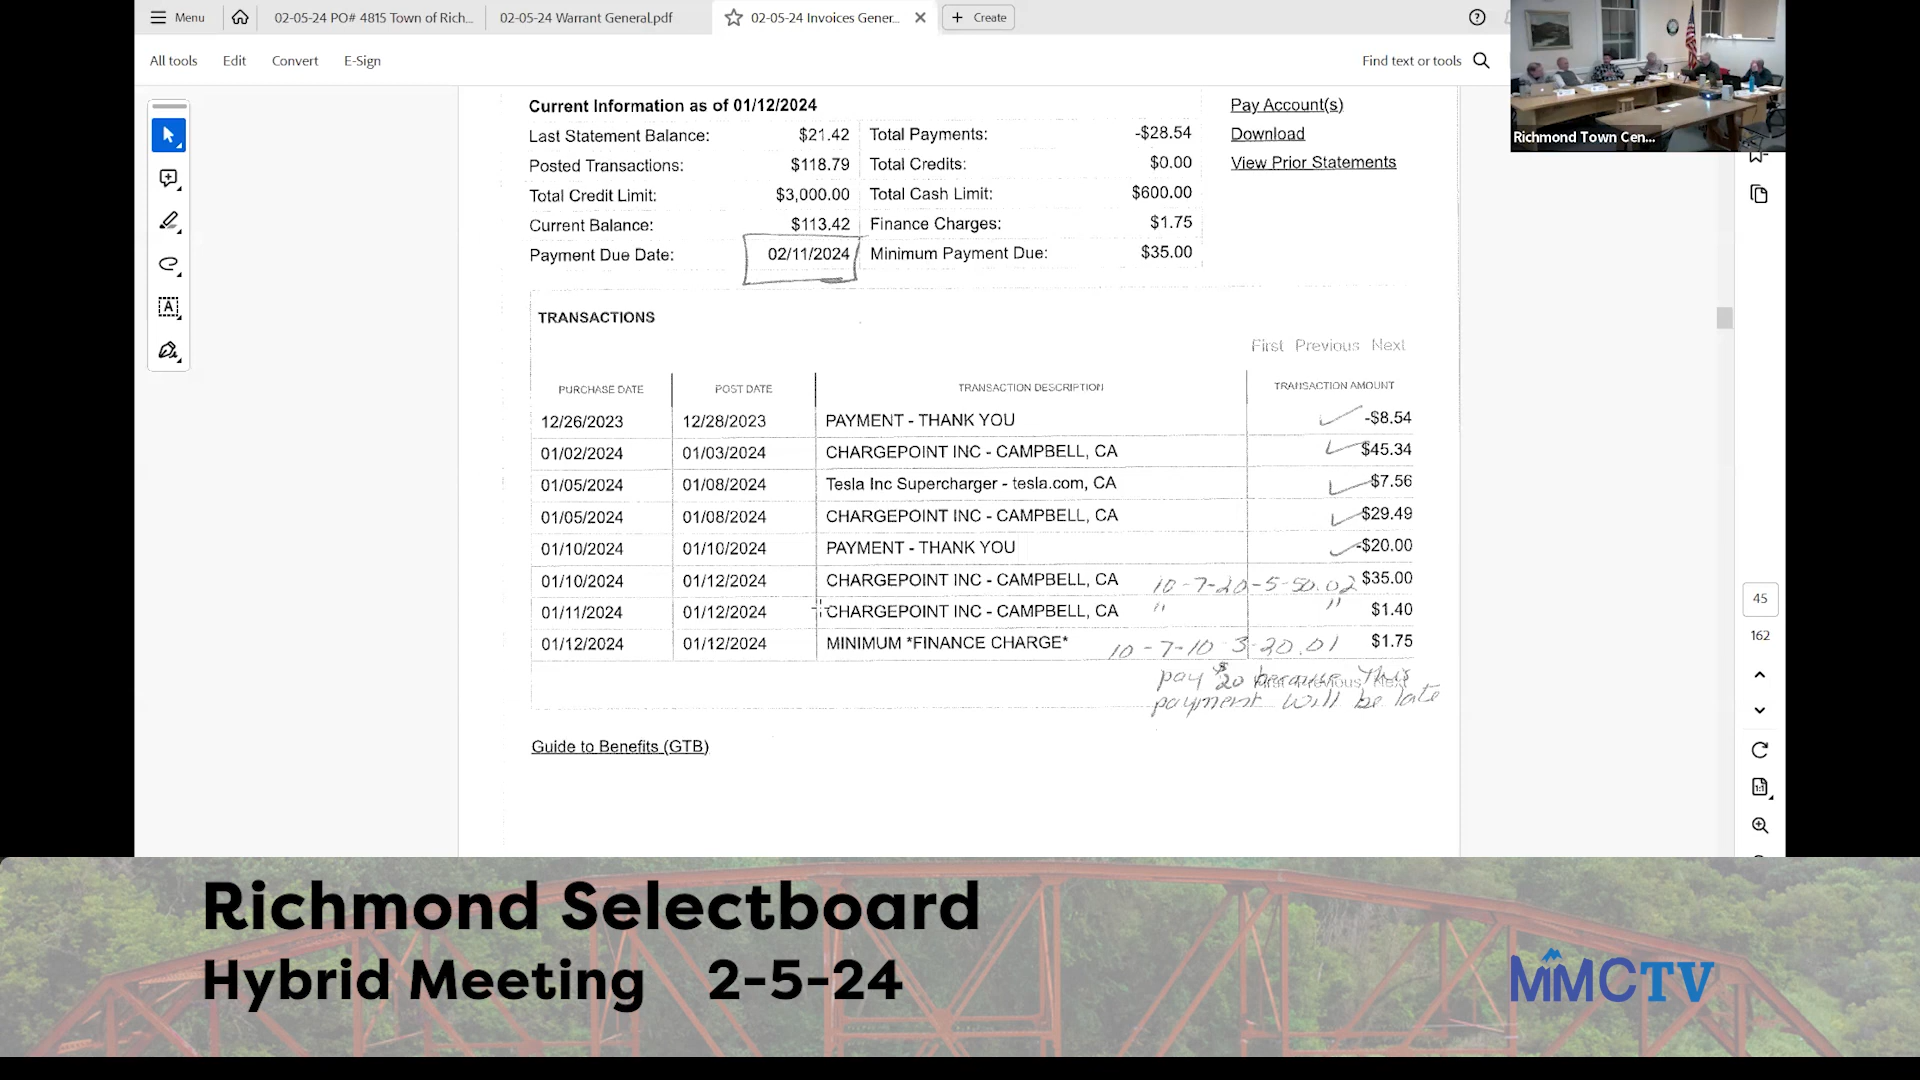 Menu
02-05-24 PO# 4815 Town of Rich...
02-05-24 Warrant General.pdf
02-05-24 Invoices Gener...
Create
All tools Edit Convert E-Sign
Find text or tools
Richmond Town Cen...
Current Information as of 01/12/2024
Pay Account(s)
Last Statement Balance: $21.42 Total Payments: -$28.54
Download
Posted Transactions: $118.79 Total Credits: $0.00
View Prior Statements
Total Credit Limit: $3,000.00 Total Cash Limit: $600.00
Current Balance: $113.42 Finance Charges: $1.75
Payment Due Date: 02/11/2024 Minimum Payment Due: $35.00
TRANSACTIONS
First Previous Next
PURCHASE DATE POST DATE TRANSACTION DESCRIPTION TRANSACTION AMOUNT
12/26/2023 12/28/2023 PAYMENT - THANK YOU -$8.54
01/02/2024 01/03/2024 CHARGEPOINT INC - CAMPBELL, CA $45.34
01/05/2024 01/08/2024 Tesla Inc Supercharger - tesla.com, CA $7.56
01/05/2024 01/08/2024 CHARGEPOINT INC - CAMPBELL, CA $29.49
01/10/2024 01/10/2024 PAYMENT - THANK YOU -$20.00
01/10/2024 01/12/2024 CHARGEPOINT INC - CAMPBELL, CA 10-7-20-5-50.02 $35.00
01/11/2024 01/12/2024 CHARGEPOINT INC - CAMPBELL, CA " " $1.40
01/12/2024 01/12/2024 MINIMUM *FINANCE CHARGE* 10-7-10-3-20.01 $1.75
pay $20 because this
First Previous Next
payment will be late
Guide to Benefits (GTB)
45
162
Richmond Selectboard
Hybrid Meeting 2-5-24
MMCTV